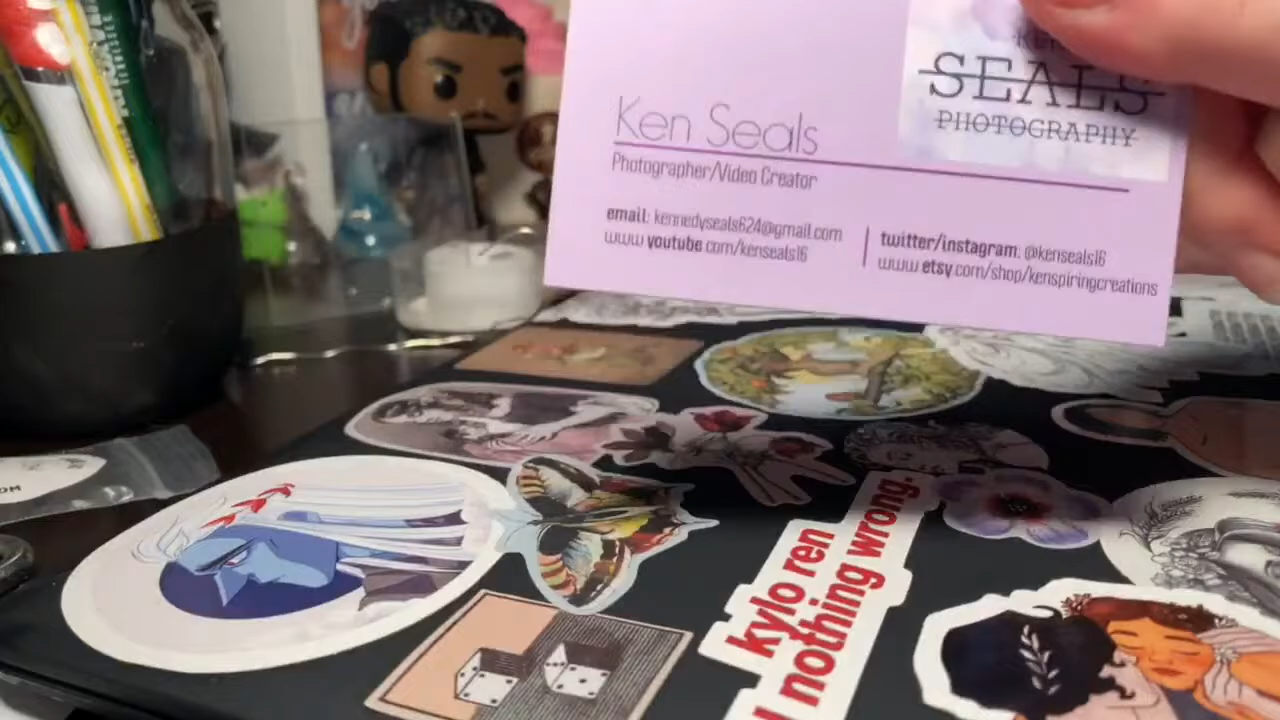 SEALS
PHOTOGRAPHY
Ken Seals
Photographer/Video Creator
email: kennedyseals624@gmail.com
www.youtube.com/kenseals16
twitter/instagram: @kenseals16
www.etsy.com/shop/kenspiringcreations
kylo ren
nothing wrong.